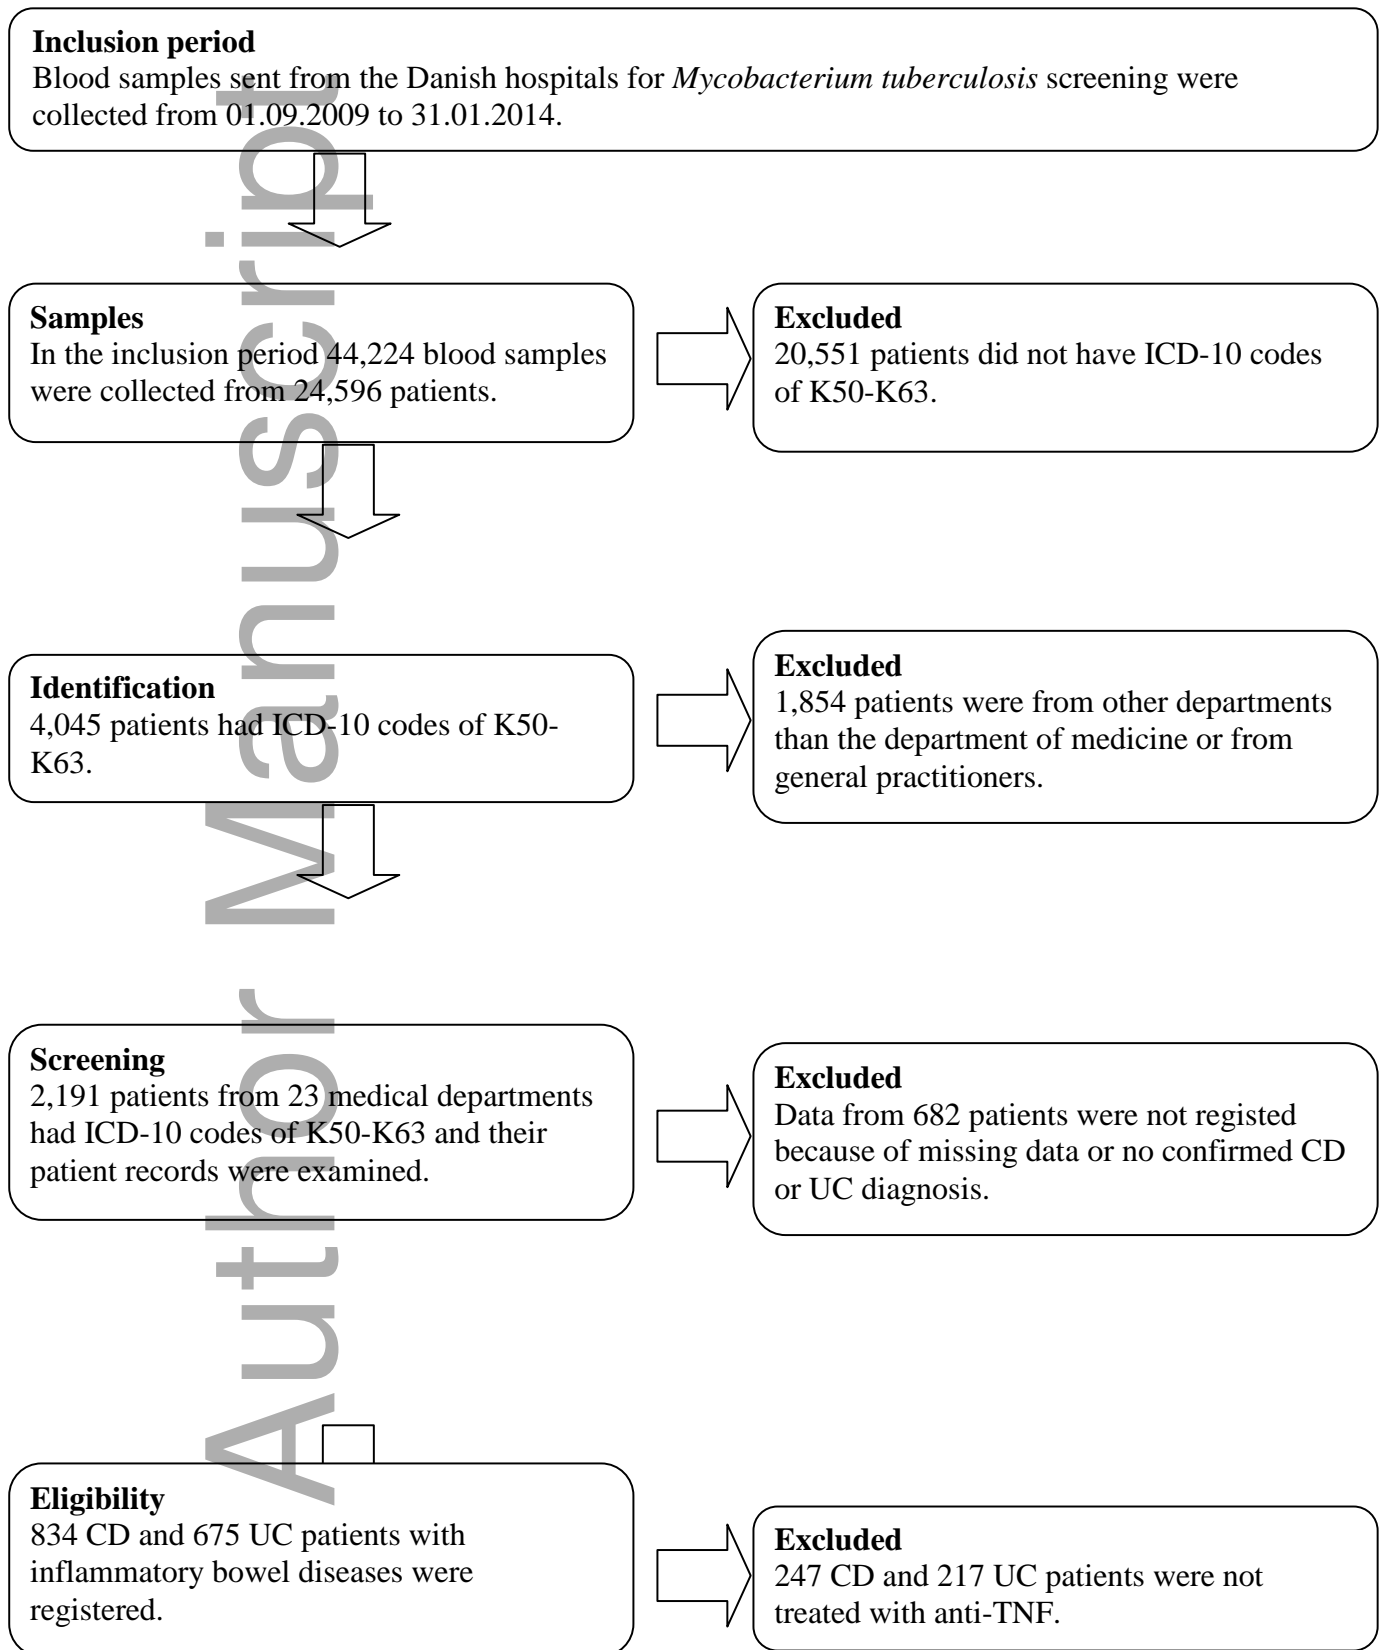 Inclusion period
Blood samples sent from the Danish hospitals for Mycobacterium tuberculosis screening were
collected from 01.09.2009 to 31.01.2014.
Samples
In the inclusion period 44,224 blood samples
were collected from 24,596 patients.
Excluded
20,551 patients did not have ICD-10 codes
of K50-K63.
Identification
4,045 patients had ICD-10 codes of K50-
K63.
Excluded
1,854 patients were from other departments
than the department of medicine or from
general practitioners.
Screening
2,191 patients from 23 medical departments
had ICD-10 codes of K50-K63 and their
patient records were examined.
Excluded
Data from 682 patients were not registed
because of missing data or no confirmed CD
or UC diagnosis.
Eligibility
834 CD and 675 UC patients with
inflammatory bowel diseases were
registered.
Excluded
247 CD and 217 UC patients were not
treated with anti-TNF.
Author Manuscript